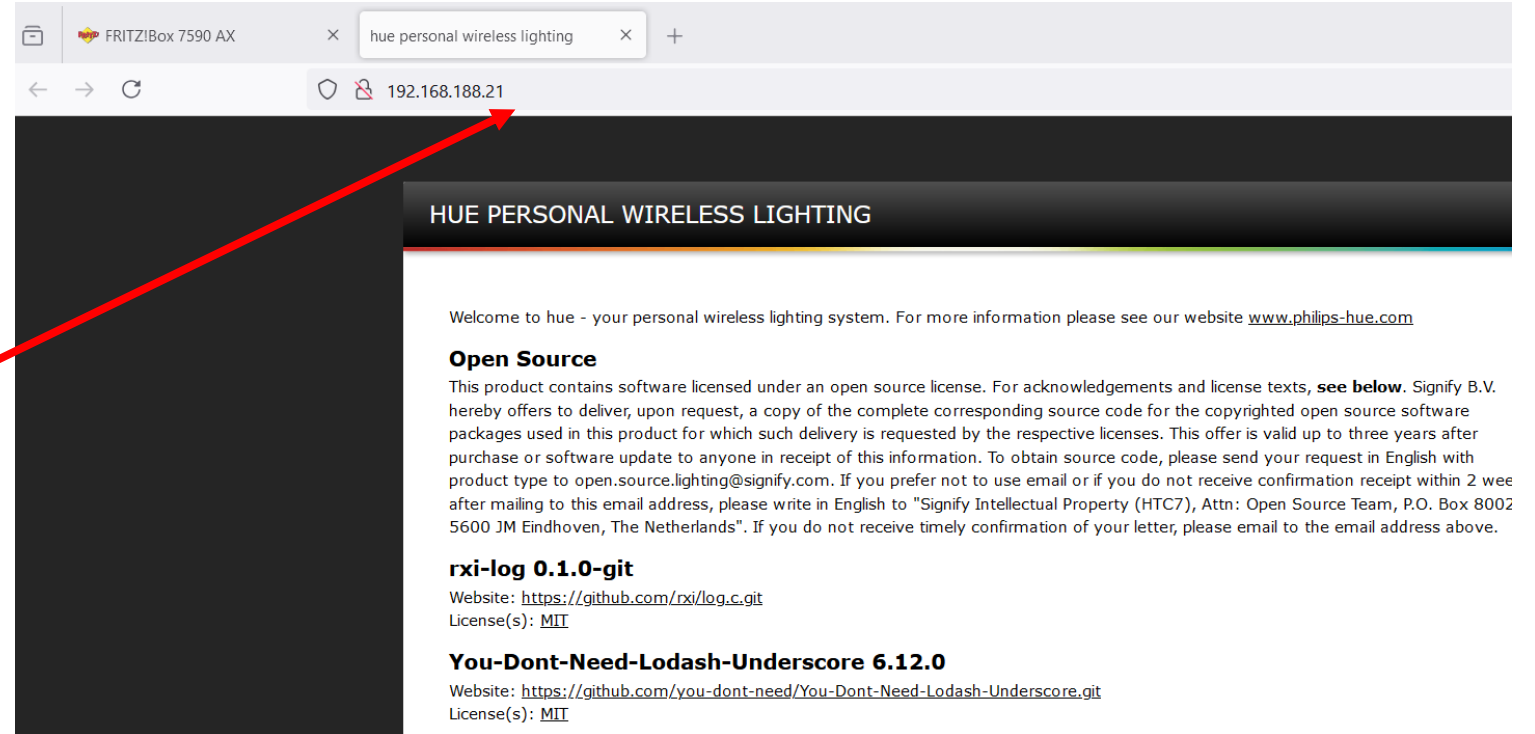 FRITZ!Box 7590 AX
hue personal wireless lighting
192.168.188.21
HUE PERSONAL WIRELESS LIGHTING
Welcome to hue - your personal wireless lighting system. For more information please see our website www.philips-hue.com
Open Source
This product contains software licensed under an open source license. For acknowledgements and license texts, see below. Signify B.V.
hereby offers to deliver, upon request, a copy of the complete corresponding source code for the copyrighted open source software
packages used in this product for which such delivery is requested by the respective licenses. This offer is valid up to three years after
purchase or software update to anyone in receipt of this information. To obtain source code, please send your request in English with
product type to open.source.lighting@signify.com. If you prefer not to use email or if you do not receive confirmation receipt within 2 wee
after mailing to this email address, please write in English to "Signify Intellectual Property (HTC7), Attn: Open Source Team, P.O. Box 8002
5600 JM Eindhoven, The Netherlands". If you do not receive timely confirmation of your letter, please email to the email address above.
rxi-log 0.1.0-git
Website: https://github.com/rxi/log.c.git
License(s): MIT
You-Dont-Need-Lodash-Underscore 6.12.0
Website: https://github.com/you-dont-need/You-Dont-Need-Lodash-Underscore.git
License(s): MIT